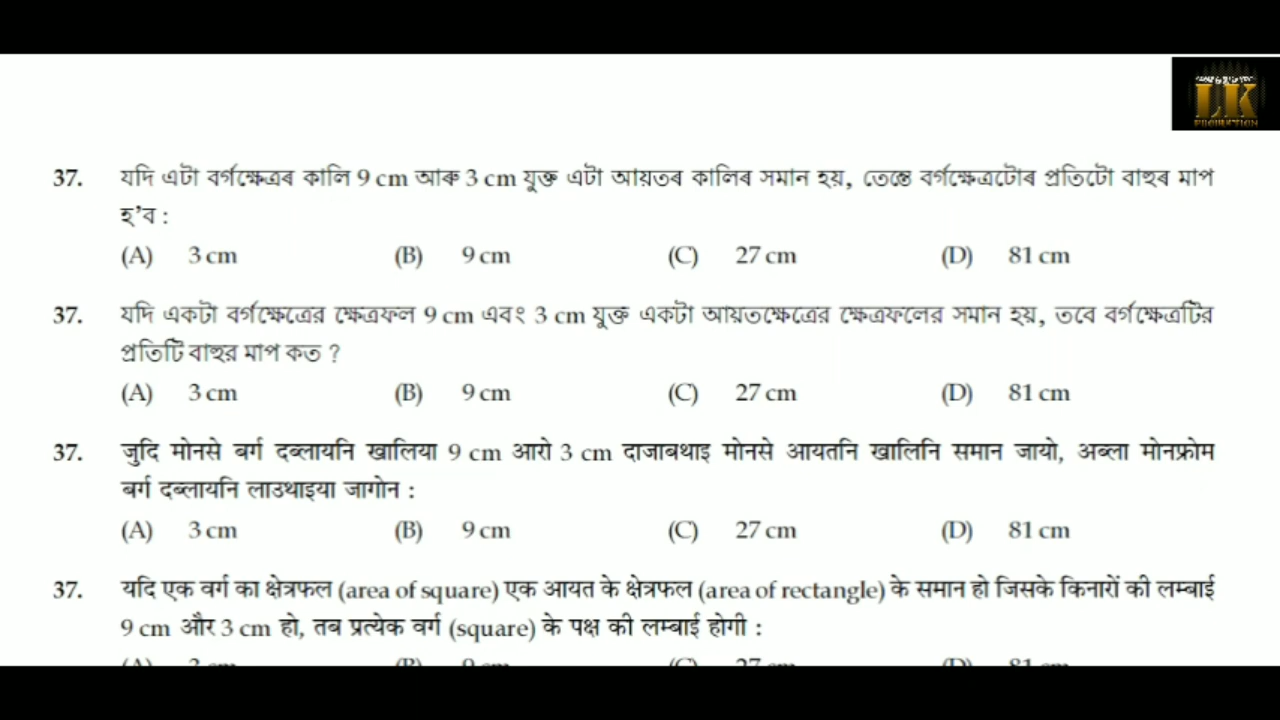 LK
PRODUCTION
37. যদি এটা বৰ্গক্ষেত্ৰৰ কালি 9 cm আৰু 3 cm যুক্ত এটা আয়তৰ কালিৰ সমান হয়, তেন্তে বৰ্গক্ষেত্ৰটোৰ প্ৰতিটো বাহুৰ মাপ
হ’ব :
(A) 3 cm (B) 9 cm (C) 27 cm (D) 81 cm
37. যদি একটা বর্গক্ষেত্রের ক্ষেত্রফল 9 cm এবং 3 cm যুক্ত একটা আয়তক্ষেত্রের ক্ষেত্রফলের সমান হয়, তবে বর্গক্ষেত্রটির
প্রতিটি বাহুর মাপ কত ?
(A) 3 cm (B) 9 cm (C) 27 cm (D) 81 cm
37. जुदि मोनसे बर्ग दब्लायनि खालिया 9 cm आरो 3 cm दाजाबथाइ मोनसे आयतनि खालिनि समान जायो, अब्ला मोनफ्रोम
बर्ग दब्लायनि लाउथाइया जागोन :
(A) 3 cm (B) 9 cm (C) 27 cm (D) 81 cm
37. यदि एक वर्ग का क्षेत्रफल (area of square) एक आयत के क्षेत्रफल (area of rectangle) के समान हो जिसके किनारों की लम्बाई
9 cm और 3 cm हो, तब प्रत्येक वर्ग (square) के पक्ष की लम्बाई होगी :